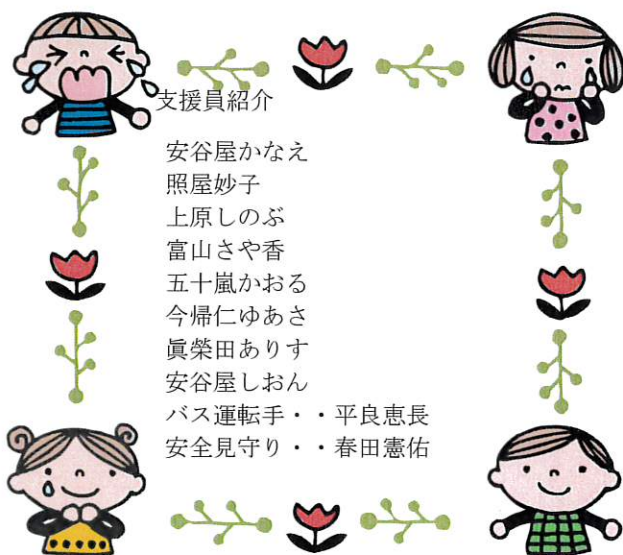 支援員紹介
安谷屋かなえ
照屋妙子
上原しのぶ
富山さや香
五十嵐かおる
今帰仁ゆあさ
眞榮田ありす
安谷屋しおん
バス運転手・・平良恵長
安全見守り・・春田憲佑